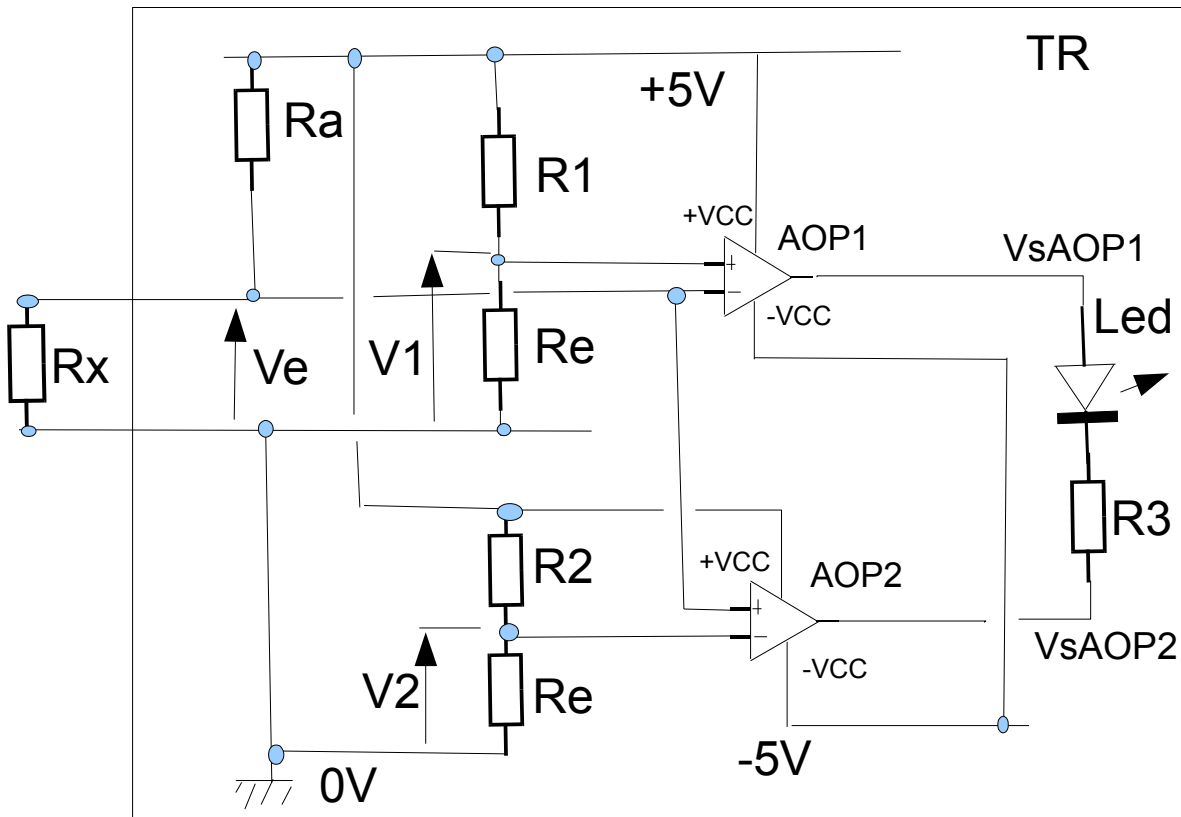 TR
+5V
Ra
R1
+VCC
AOP1
VsAOP1
+
−
-VCC
Led
Rx
Ve
V1
Re
R3
R2
+VCC
AOP2
+
−
VsAOP2
-VCC
V2
Re
-5V
0V